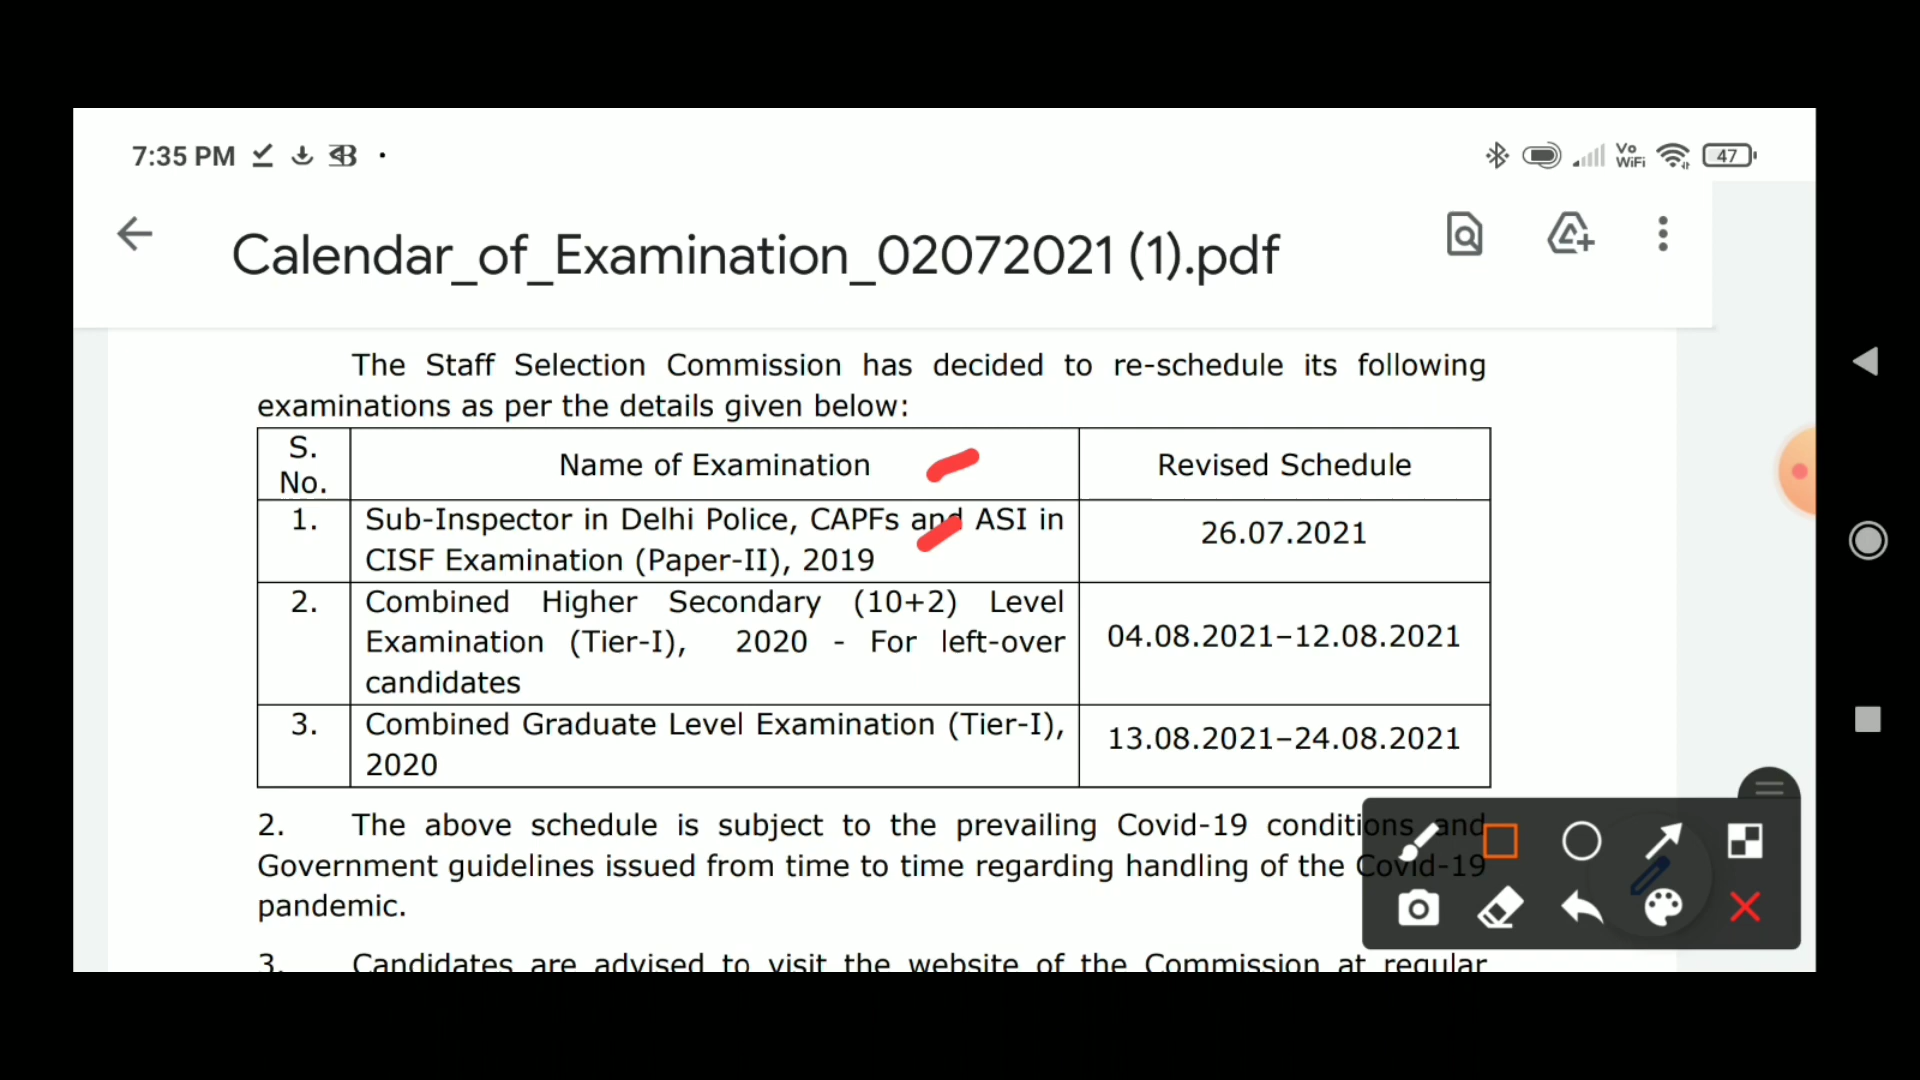 7:35 PM
Vo
WiFi
47
Calendar_of_Examination_02072021 (1).pdf
The Staff Selection Commission has decided to re-schedule its following
examinations as per the details given below:
S.
No.
Name of Examination
Revised Schedule
1.
Sub-Inspector in Delhi Police, CAPFs and ASI in
CISF Examination (Paper-II), 2019
26.07.2021
2.
Combined Higher Secondary (10+2) Level
Examination (Tier-I), 2020 - For left-over
candidates
04.08.2021–12.08.2021
3.
Combined Graduate Level Examination (Tier-I),
2020
13.08.2021–24.08.2021
2. The above schedule is subject to the prevailing Covid-19 conditions and
Government guidelines issued from time to time regarding handling of the Covid-19
pandemic.
3. Candidates are advised to visit the website of the Commission at regular